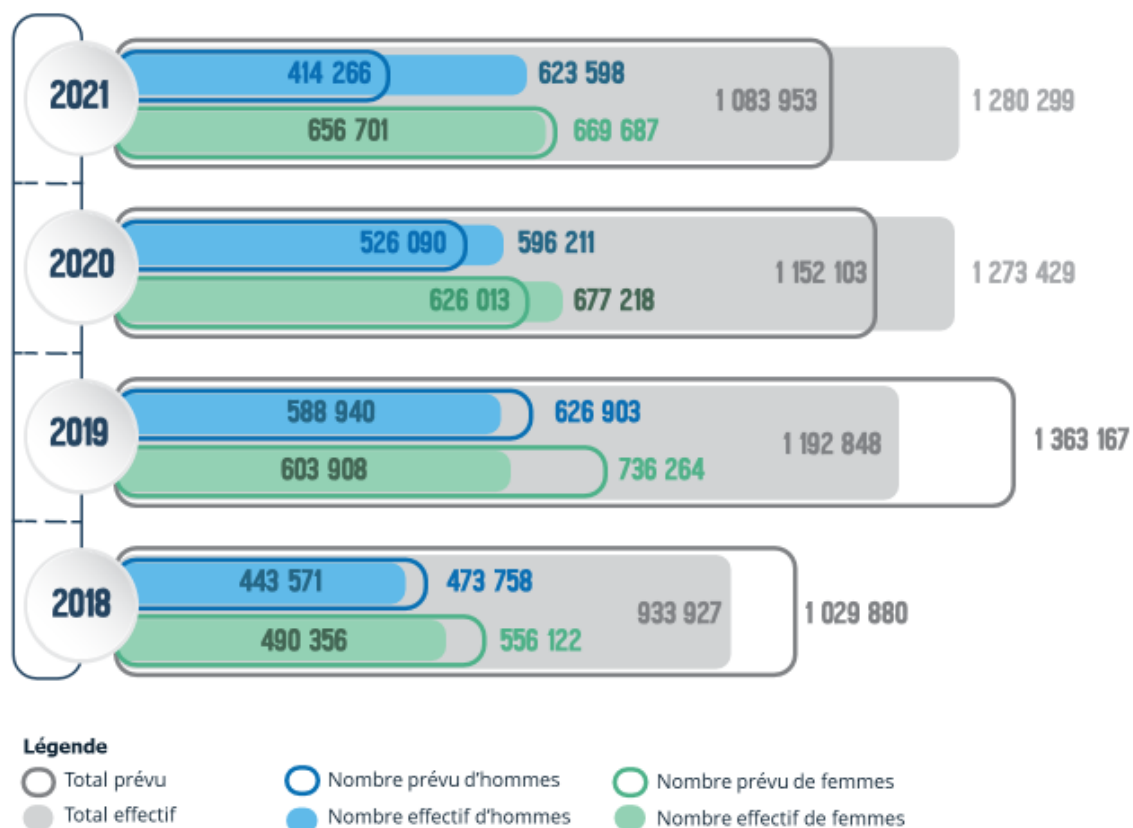 2021
414 266
623 598
656 701
669 687
1 083 953
1 280 299
2020
526 090
596 211
626 013
677 218
1 152 103
1 273 429
2019
588 940
626 903
603 908
736 264
1 192 848
1 363 167
2018
443 571
473 758
490 356
556 122
933 927
1 029 880
Légende
Total prévu
Nombre prévu d'hommes
Nombre prévu de femmes
Total effectif
Nombre effectif d'hommes
Nombre effectif de femmes